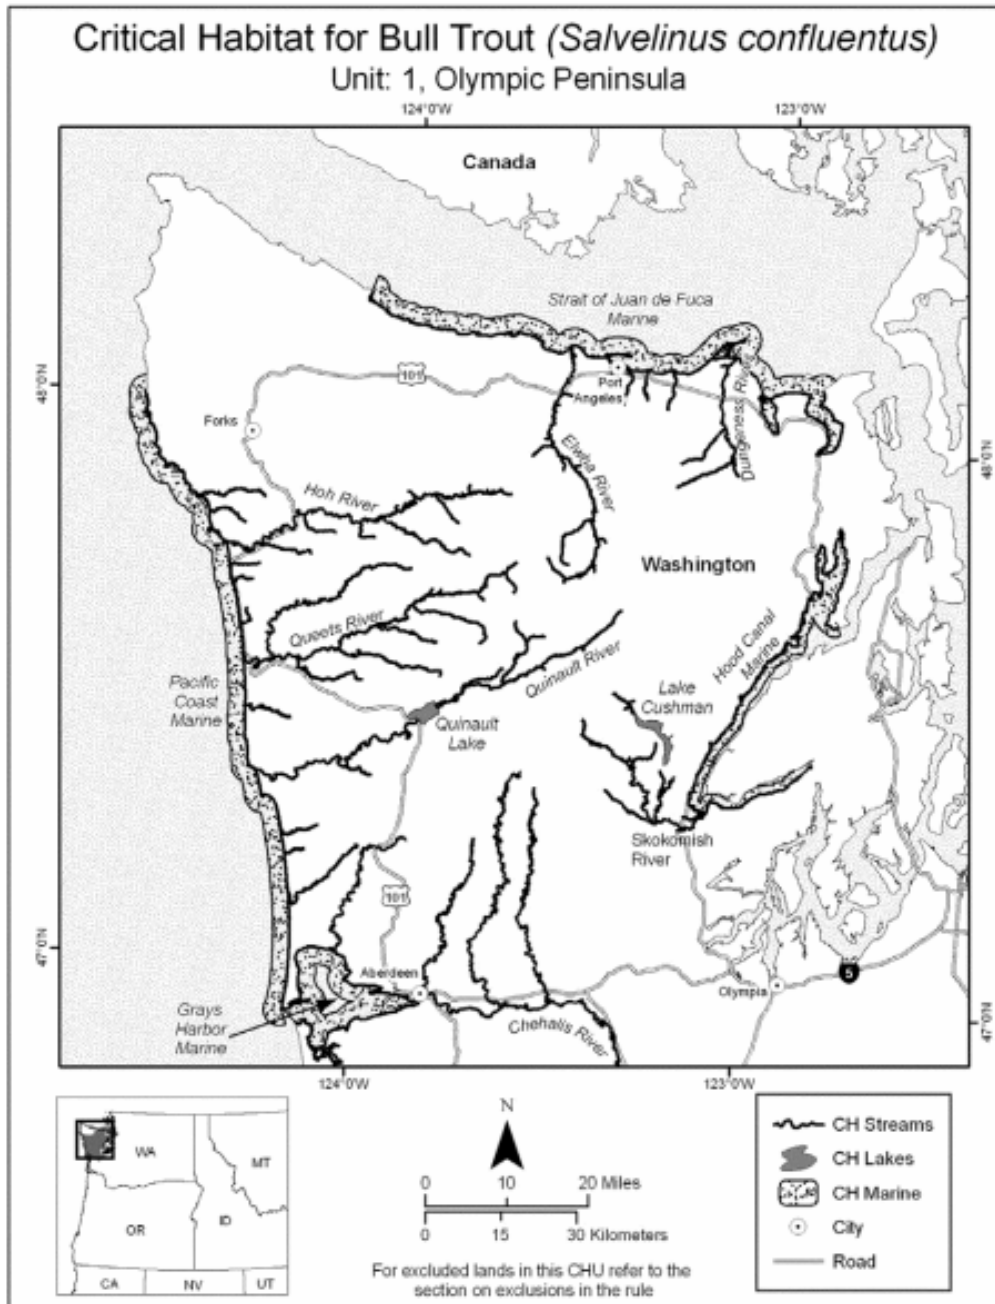 Critical Habitat for Bull Trout (Salvelinus confluentus)
Unit: 1, Olympic Peninsula
124°0'W
123°0'W
Canada
Strait of Juan de Fuca
Marine
48°0'N
101
Port
Angeles
Forks
Elwha River
Dungeness River
48°0'N
Hoh River
Washington
Queets River
Hood Canal
Marine
Quinault River
Pacific
Coast
Marine
Lake
Cushman
Quinault
Lake
Skokomish
River
101
47°0'N
Aberdeen
Olympia
5
Grays
Harbor
Marine
Chehalis River
47°0'N
124°0'W
123°0'W
WA
MT
OR
ID
CA
NV
UT
N
0 10 20 Miles
0 15 30 Kilometers
For excluded lands in this CHU refer to the
section on exclusions in the rule
CH Streams
CH Lakes
CH Marine
City
Road